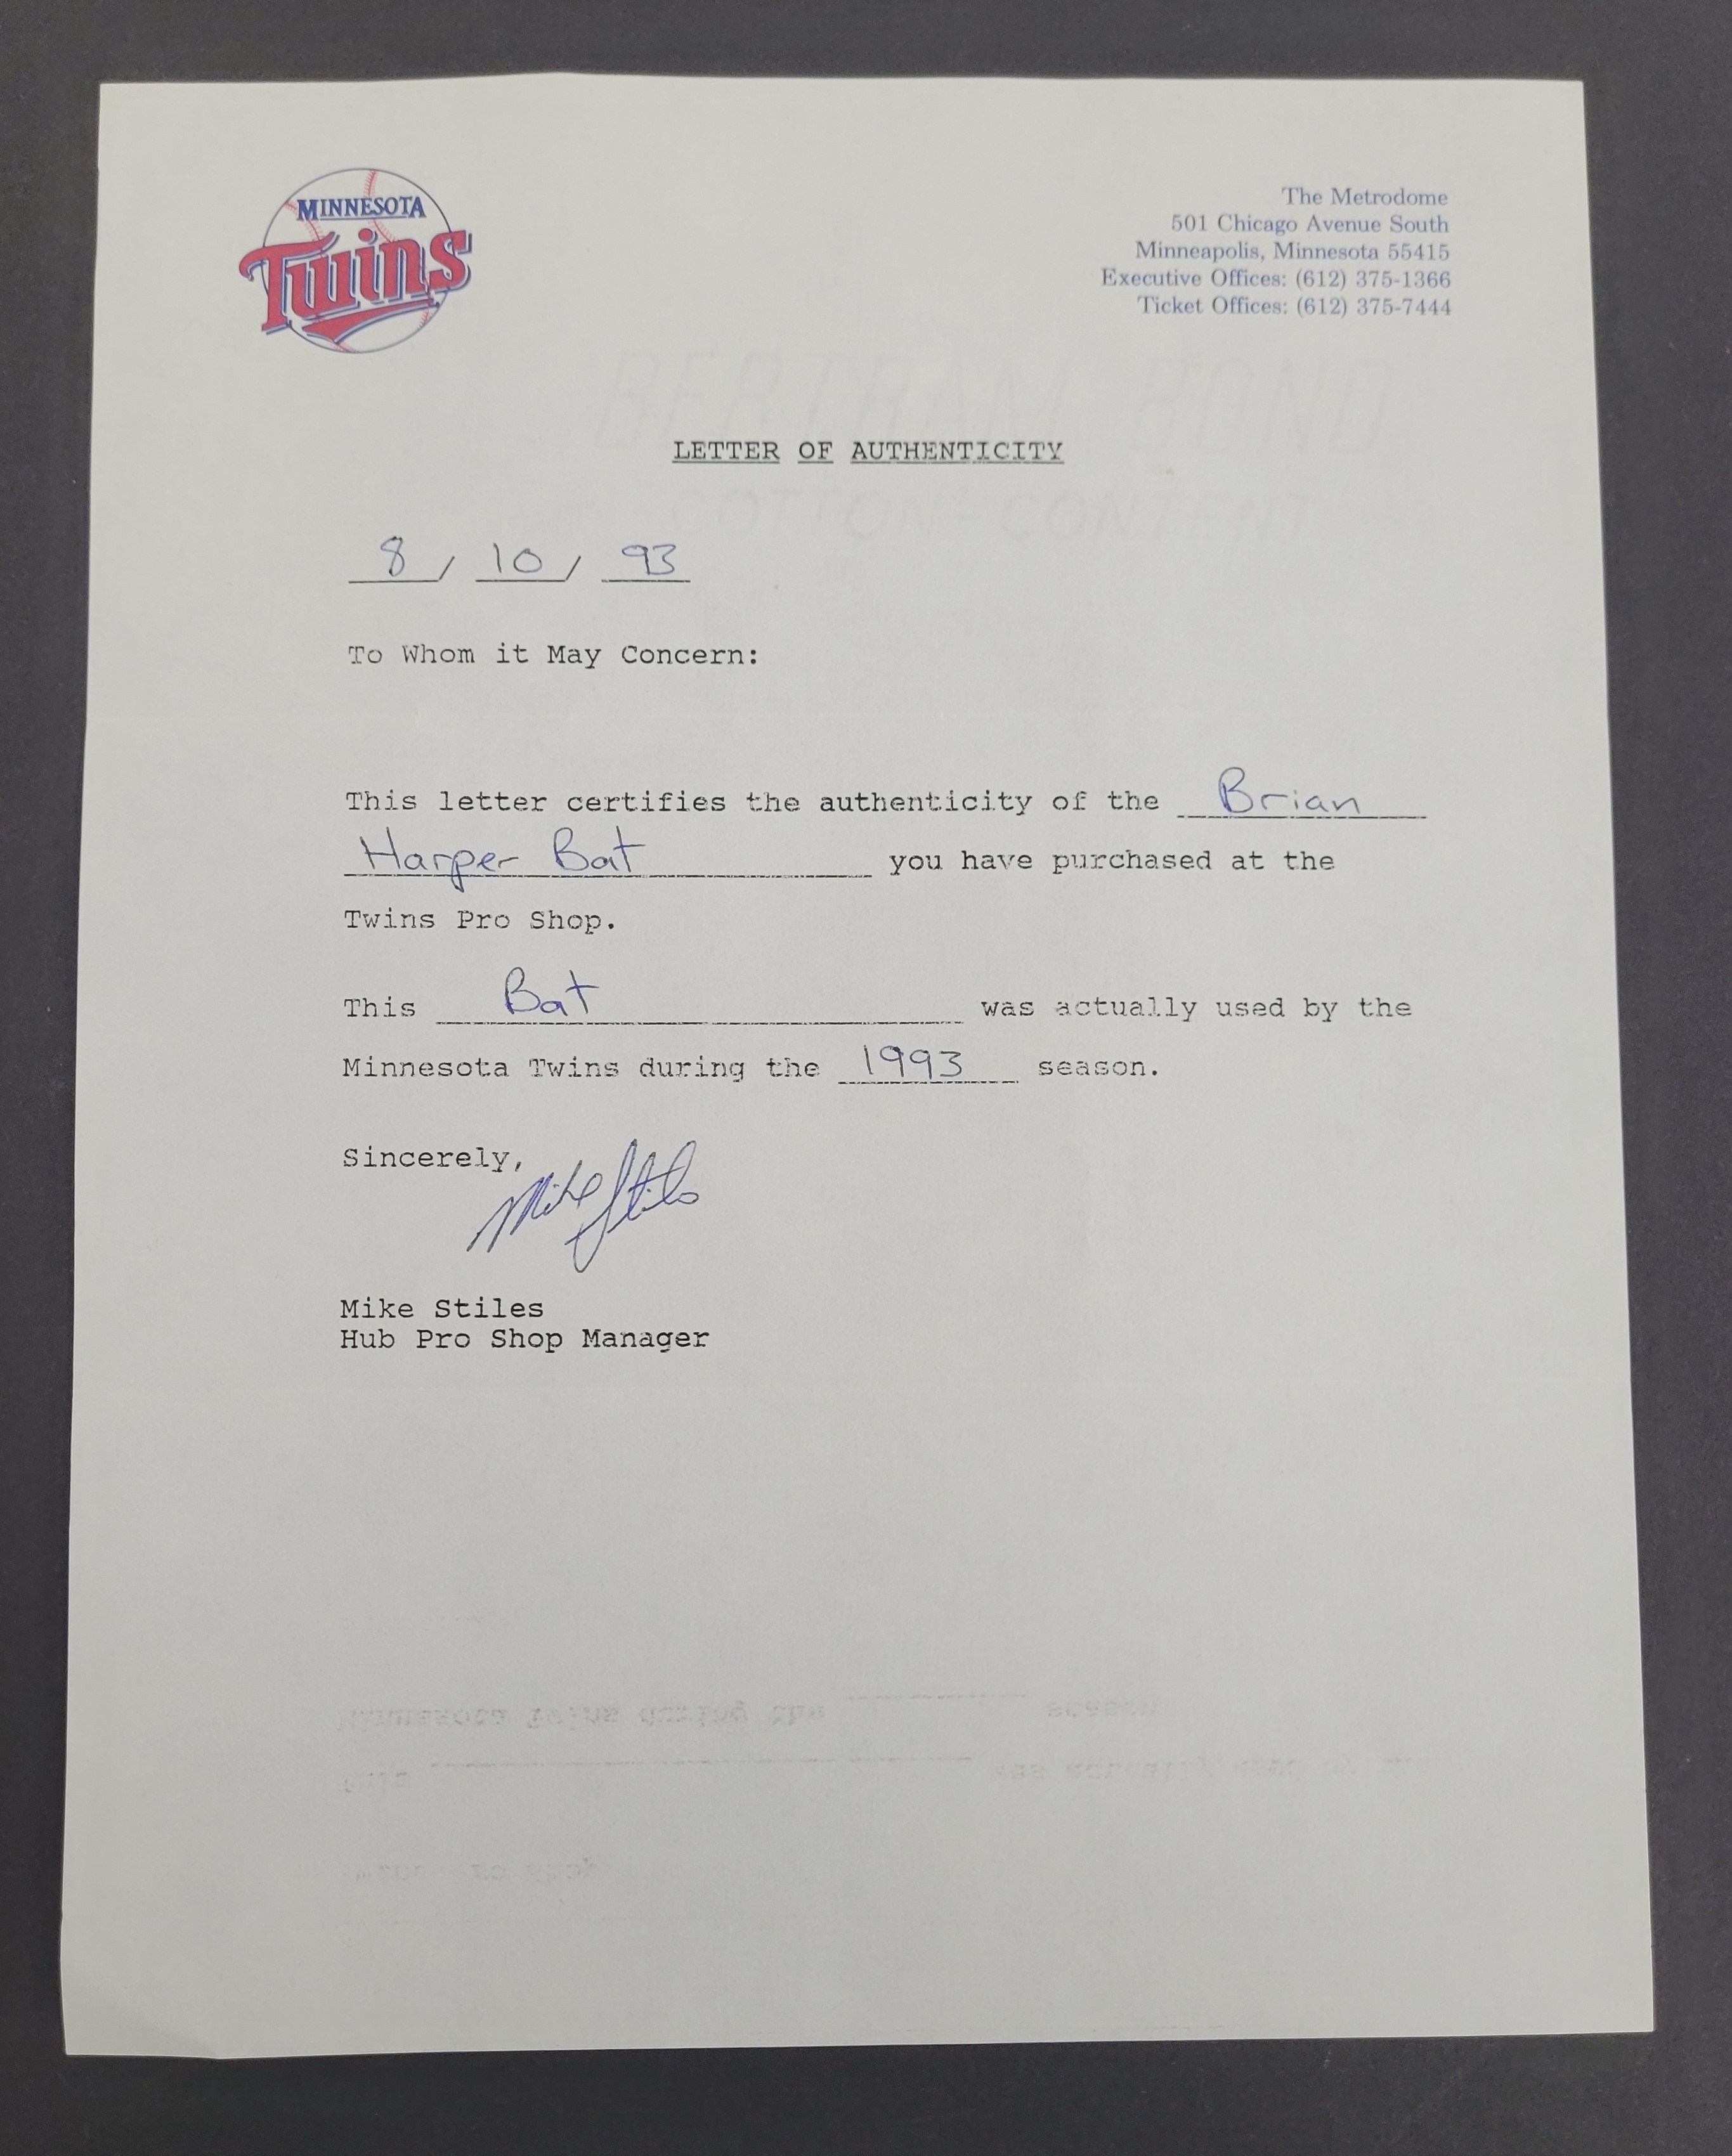 MINNESOTA
Twins
The Metrodome
501 Chicago Avenue South
Minneapolis, Minnesota 55415
Executive Offices: (612) 375-1366
Ticket Offices: (612) 375-7444
BERTRAM BOND
COTTON-CONTENT
LETTER OF AUTHENTICITY
8 / 10 / 93
To Whom it May Concern:
This letter certifies the authenticity of the Brian
Harper Bat you have purchased at the
Twins Pro Shop.
This Bat was actually used by the
Minnesota Twins during the 1993 season.
Sincerely,
Mike Stiles
Mike Stiles
Hub Pro Shop Manager